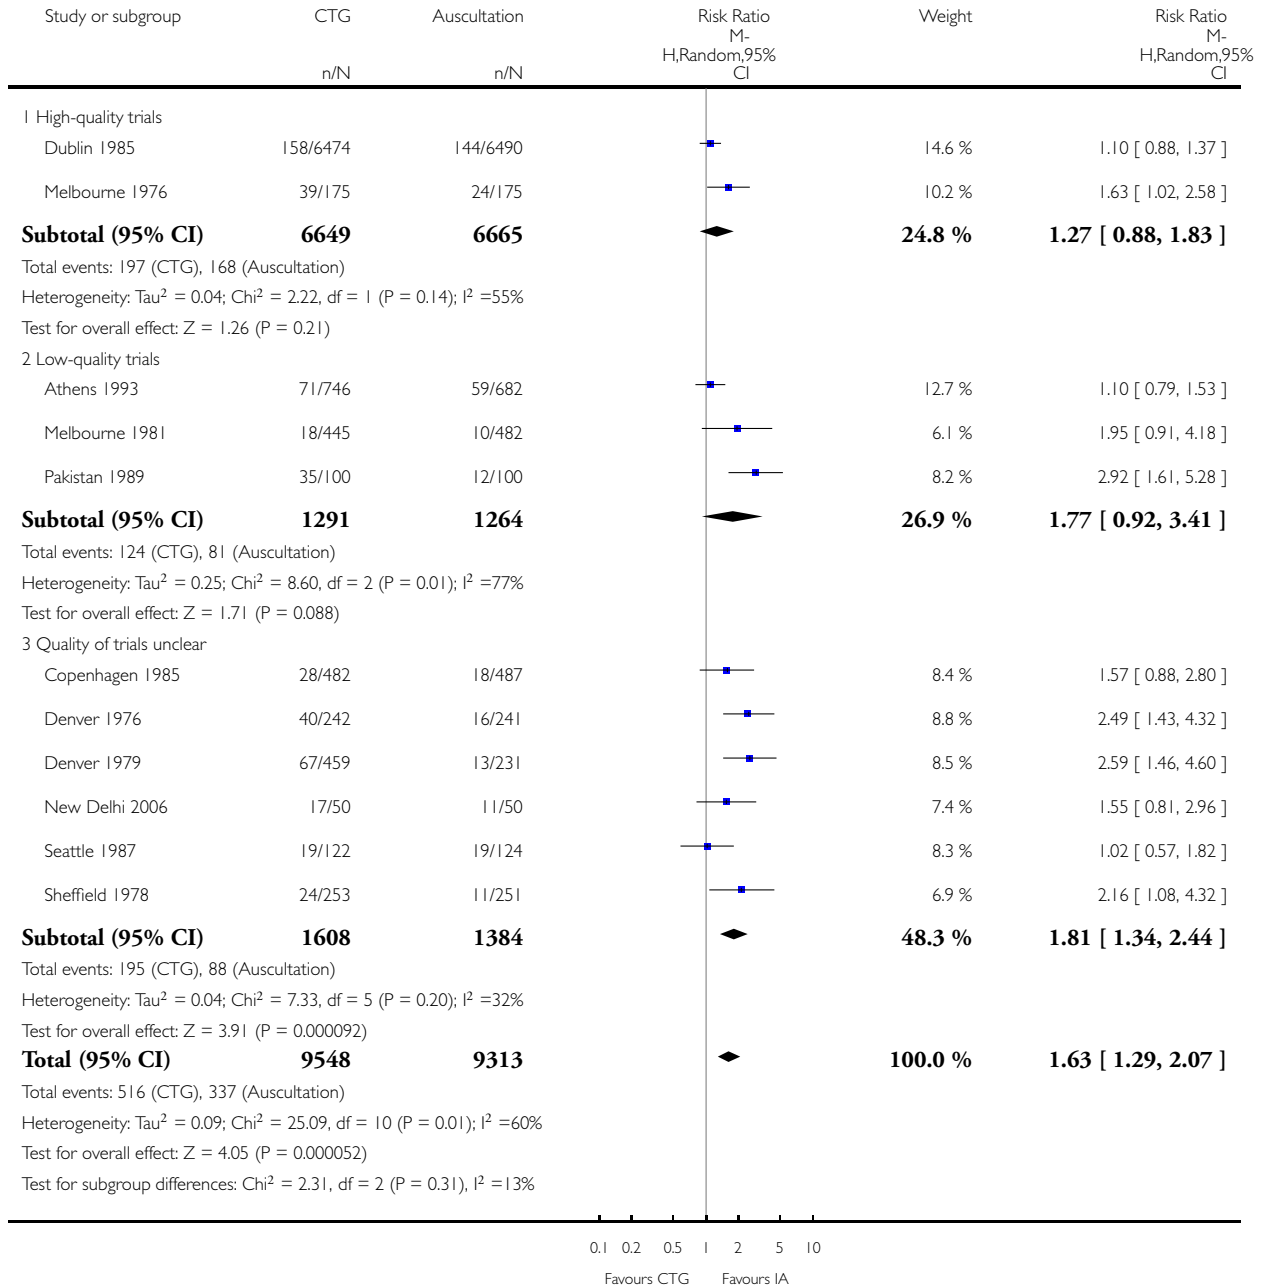 Study or subgroup CTG Auscultation Risk Ratio Weight Risk Ratio
M- M-
H,Random,95% H,Random,95%
n/N n/N CI CI
1 High-quality trials
Dublin 1985 158/6474 144/6490 14.6 % 1.10 [ 0.88, 1.37 ]
Melbourne 1976 39/175 24/175 10.2 % 1.63 [ 1.02, 2.58 ]
Subtotal (95% CI) 6649 6665 24.8 % 1.27 [ 0.88, 1.83 ]
Total events: 197 (CTG), 168 (Auscultation)
Heterogeneity: Tau² = 0.04; Chi² = 2.22, df = 1 (P = 0.14); I² =55%
Test for overall effect: Z = 1.26 (P = 0.21)
2 Low-quality trials
Athens 1993 71/746 59/682 12.7 % 1.10 [ 0.79, 1.53 ]
Melbourne 1981 18/445 10/482 6.1 % 1.95 [ 0.91, 4.18 ]
Pakistan 1989 35/100 12/100 8.2 % 2.92 [ 1.61, 5.28 ]
Subtotal (95% CI) 1291 1264 26.9 % 1.77 [ 0.92, 3.41 ]
Total events: 124 (CTG), 81 (Auscultation)
Heterogeneity: Tau² = 0.25; Chi² = 8.60, df = 2 (P = 0.01); I² =77%
Test for overall effect: Z = 1.71 (P = 0.088)
3 Quality of trials unclear
Copenhagen 1985 28/482 18/487 8.4 % 1.57 [ 0.88, 2.80 ]
Denver 1976 40/242 16/241 8.8 % 2.49 [ 1.43, 4.32 ]
Denver 1979 67/459 13/231 8.5 % 2.59 [ 1.46, 4.60 ]
New Delhi 2006 17/50 11/50 7.4 % 1.55 [ 0.81, 2.96 ]
Seattle 1987 19/122 19/124 8.3 % 1.02 [ 0.57, 1.82 ]
Sheffield 1978 24/253 11/251 6.9 % 2.16 [ 1.08, 4.32 ]
Subtotal (95% CI) 1608 1384 48.3 % 1.81 [ 1.34, 2.44 ]
Total events: 195 (CTG), 88 (Auscultation)
Heterogeneity: Tau² = 0.04; Chi² = 7.33, df = 5 (P = 0.20); I² =32%
Test for overall effect: Z = 3.91 (P = 0.000092)
Total (95% CI) 9548 9313 100.0 % 1.63 [ 1.29, 2.07 ]
Total events: 516 (CTG), 337 (Auscultation)
Heterogeneity: Tau² = 0.09; Chi² = 25.09, df = 10 (P = 0.01); I² =60%
Test for overall effect: Z = 4.05 (P = 0.000052)
Test for subgroup differences: Chi² = 2.31, df = 2 (P = 0.31), I² =13%
0.1 0.2 0.5 1 2 5 10
Favours CTG Favours IA